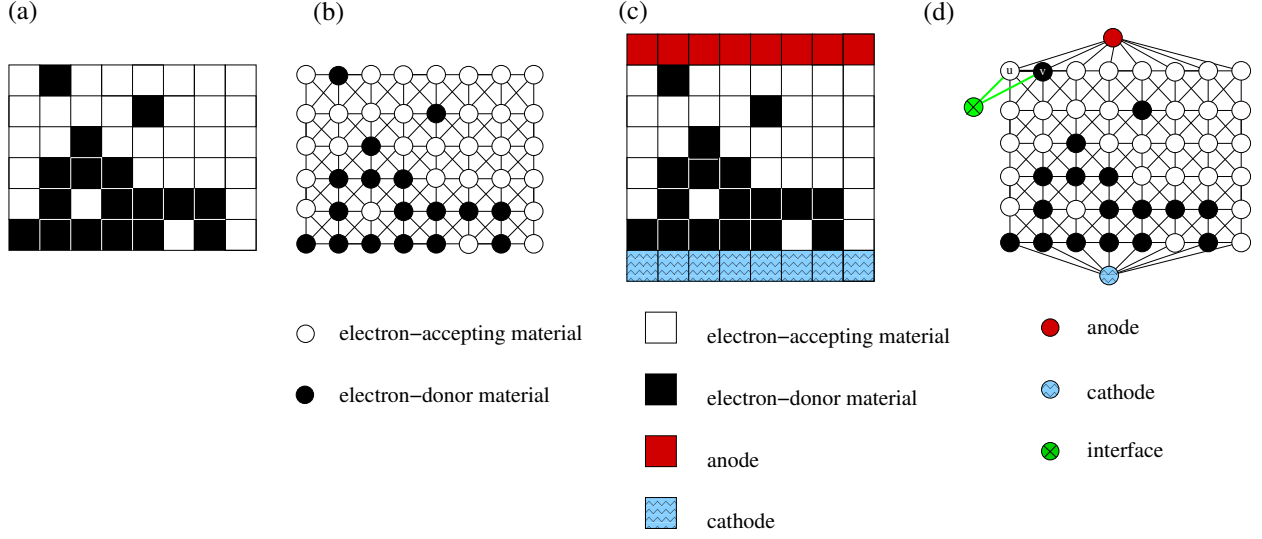 (a)
(b)
(c)
(d)
u
v
electron−accepting material
electron−donor material
electron−accepting material
electron−donor material
anode
cathode
anode
cathode
interface